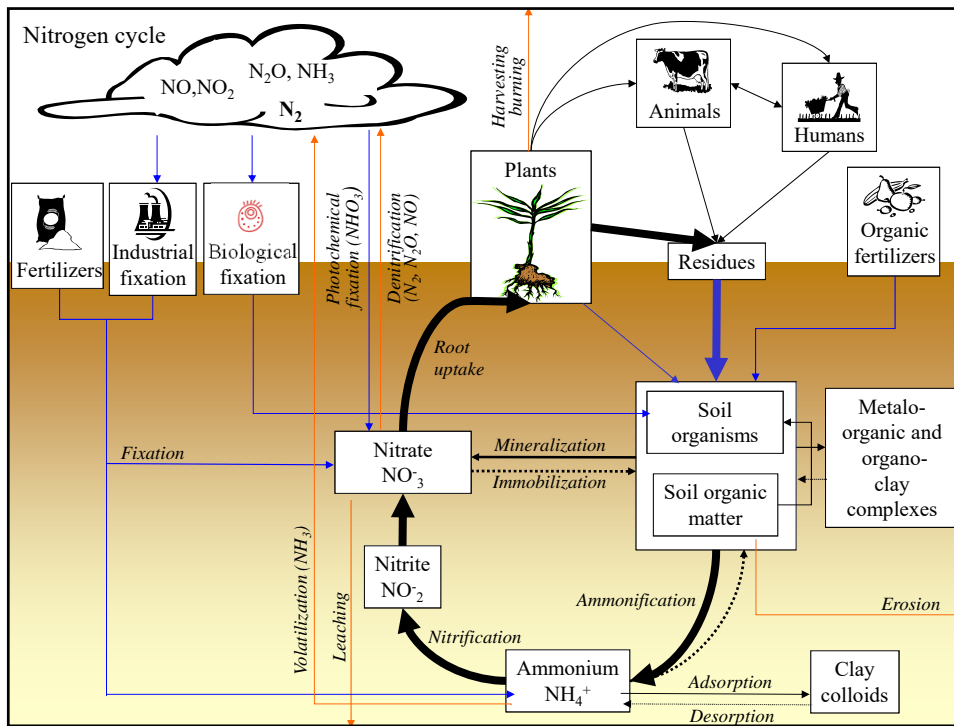 Nitrogen cycle
N₂O, NH₃
NO,NO₂
N₂
Harvesting
burning
Animals
Humans
Plants
Fertilizers
Industrial
fixation
Biological
fixation
Photochemical
fixation (NHO₃)
Denitrification
(N₂, N₂O, NO)
Residues
Organic
fertilizers
Root
uptake
Soil
organisms
Soil organic
matter
Metalo-
organic and
organo-
clay
complexes
Fixation
Nitrate
NO⁻₃
Mineralization
Immobilization
Nitrite
NO⁻₂
Volatilization (NH₃)
Leaching
Ammonification
Erosion
Nitrification
Ammonium
NH₄⁺
Adsorption
Desorption
Clay
colloids